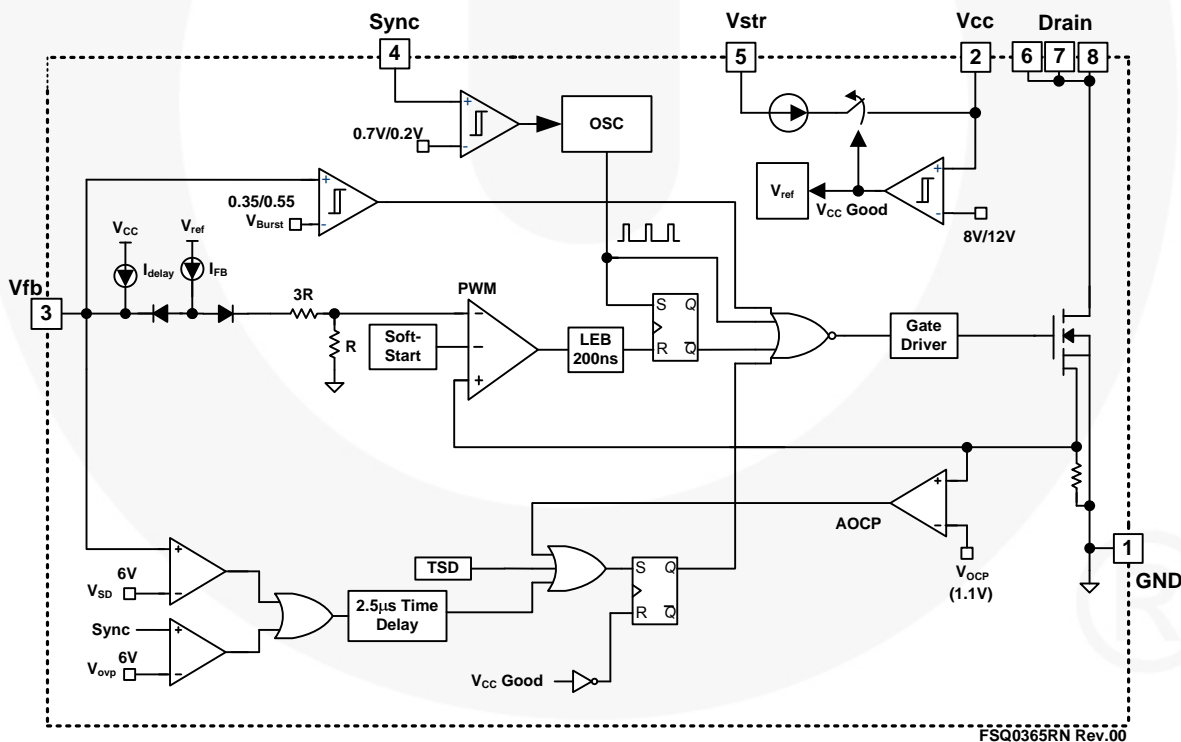 Sync
Vstr
Vcc
Drain
4
5
2
6 7 8
+
-
0.7V/0.2V
OSC
+
-
0.35/0.55
VBurst
Vref
VCC Good
+
-
8V/12V
VCC
Vref
Idelay
IFB
Vfb
3
3R
R
PWM
Soft-
Start
−
−
+
LEB
200ns
S Q
R Q̅
Gate
Driver
AOCP
+
-
VOCP
(1.1V)
1
GND
+
−
6V
VSD
Sync
+
−
6V
Vovp
2.5µs Time
Delay
TSD
S Q
R Q̅
VCC Good
®
FSQ0365RN Rev.00